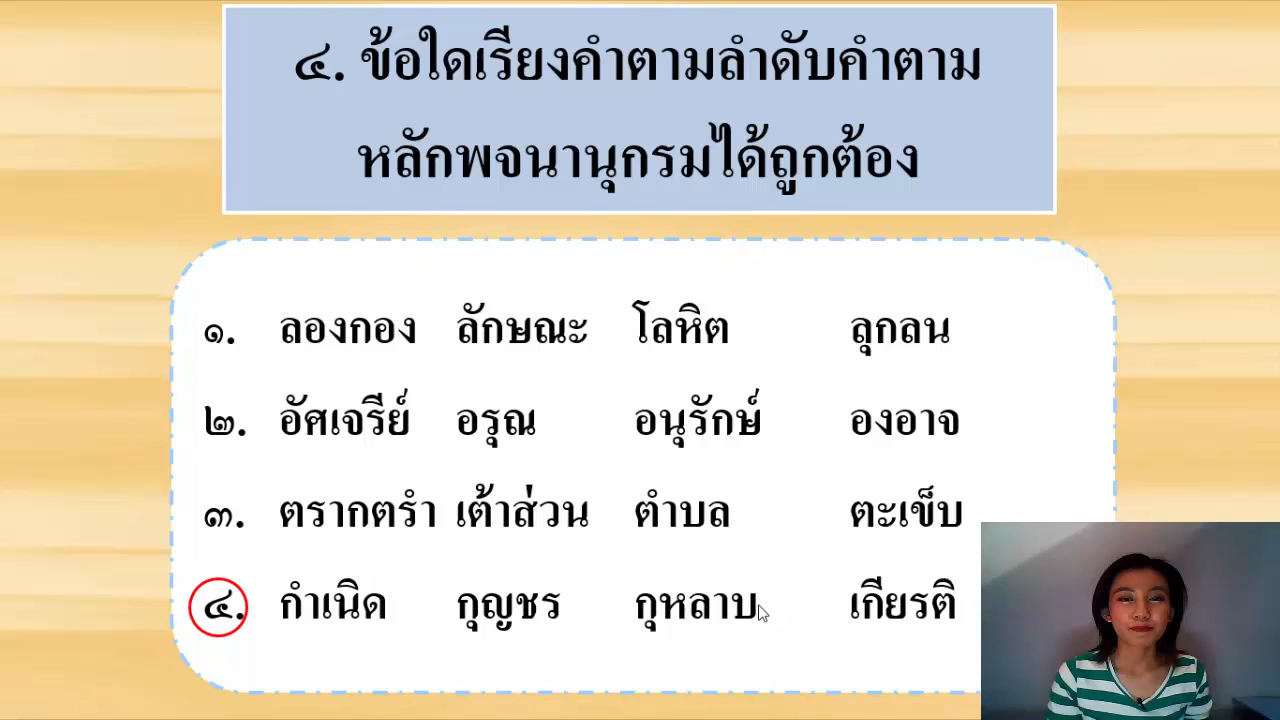 ๔. ข้อใดเรียงคำตามลำดับคำตาม
หลักพจนานุกรมได้ถูกต้อง
๑. ลองกอง ลักษณะ โลหิต ลุกลน
๒. อัศเจรีย์ อรุณ อนุรักษ์ องอาจ
๓. ตรากตรำ เต้าส่วน ตำบล ตะเข็บ
๔. กำเนิด กุญชร กุหลาบ เกียรติ